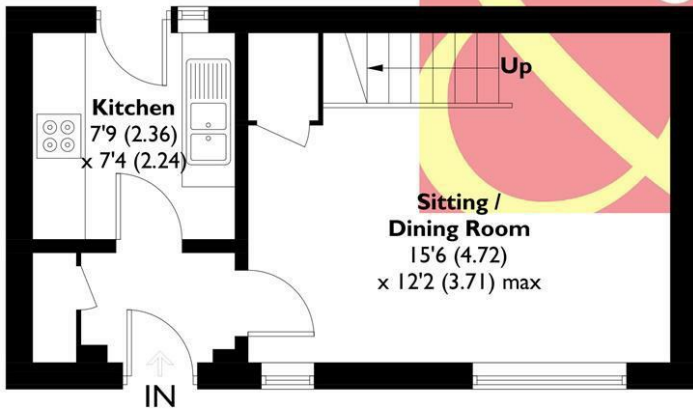 Kitchen
7'9 (2.36)
x 7'4 (2.24)
Up
Sitting /
Dining Room
15'6 (4.72)
x 12'2 (3.71) max
IN